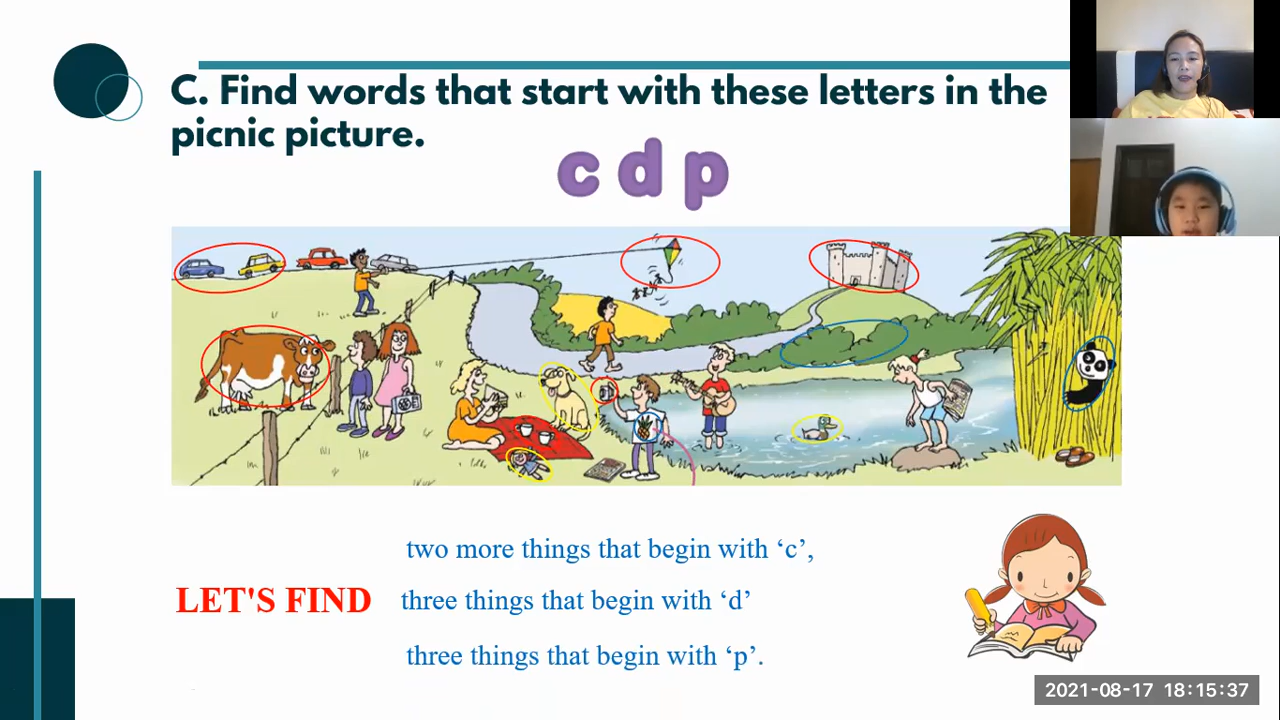 C. Find words that start with these letters in the
picnic picture.
c d p
two more things that begin with ‘c’,
LET'S FIND three things that begin with ‘d’
three things that begin with ‘p’.
2021-08-17 18:15:37